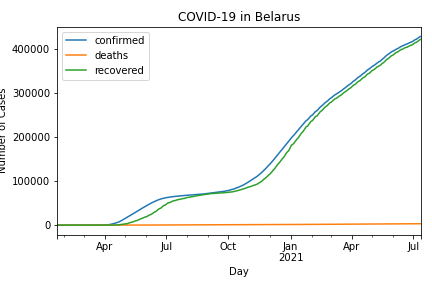 COVID-19 in Belarus
confirmed
deaths
recovered
400000
300000
200000
100000
0
Number of Cases
Apr
Jul
Oct
Jan
2021
Apr
Jul
Day